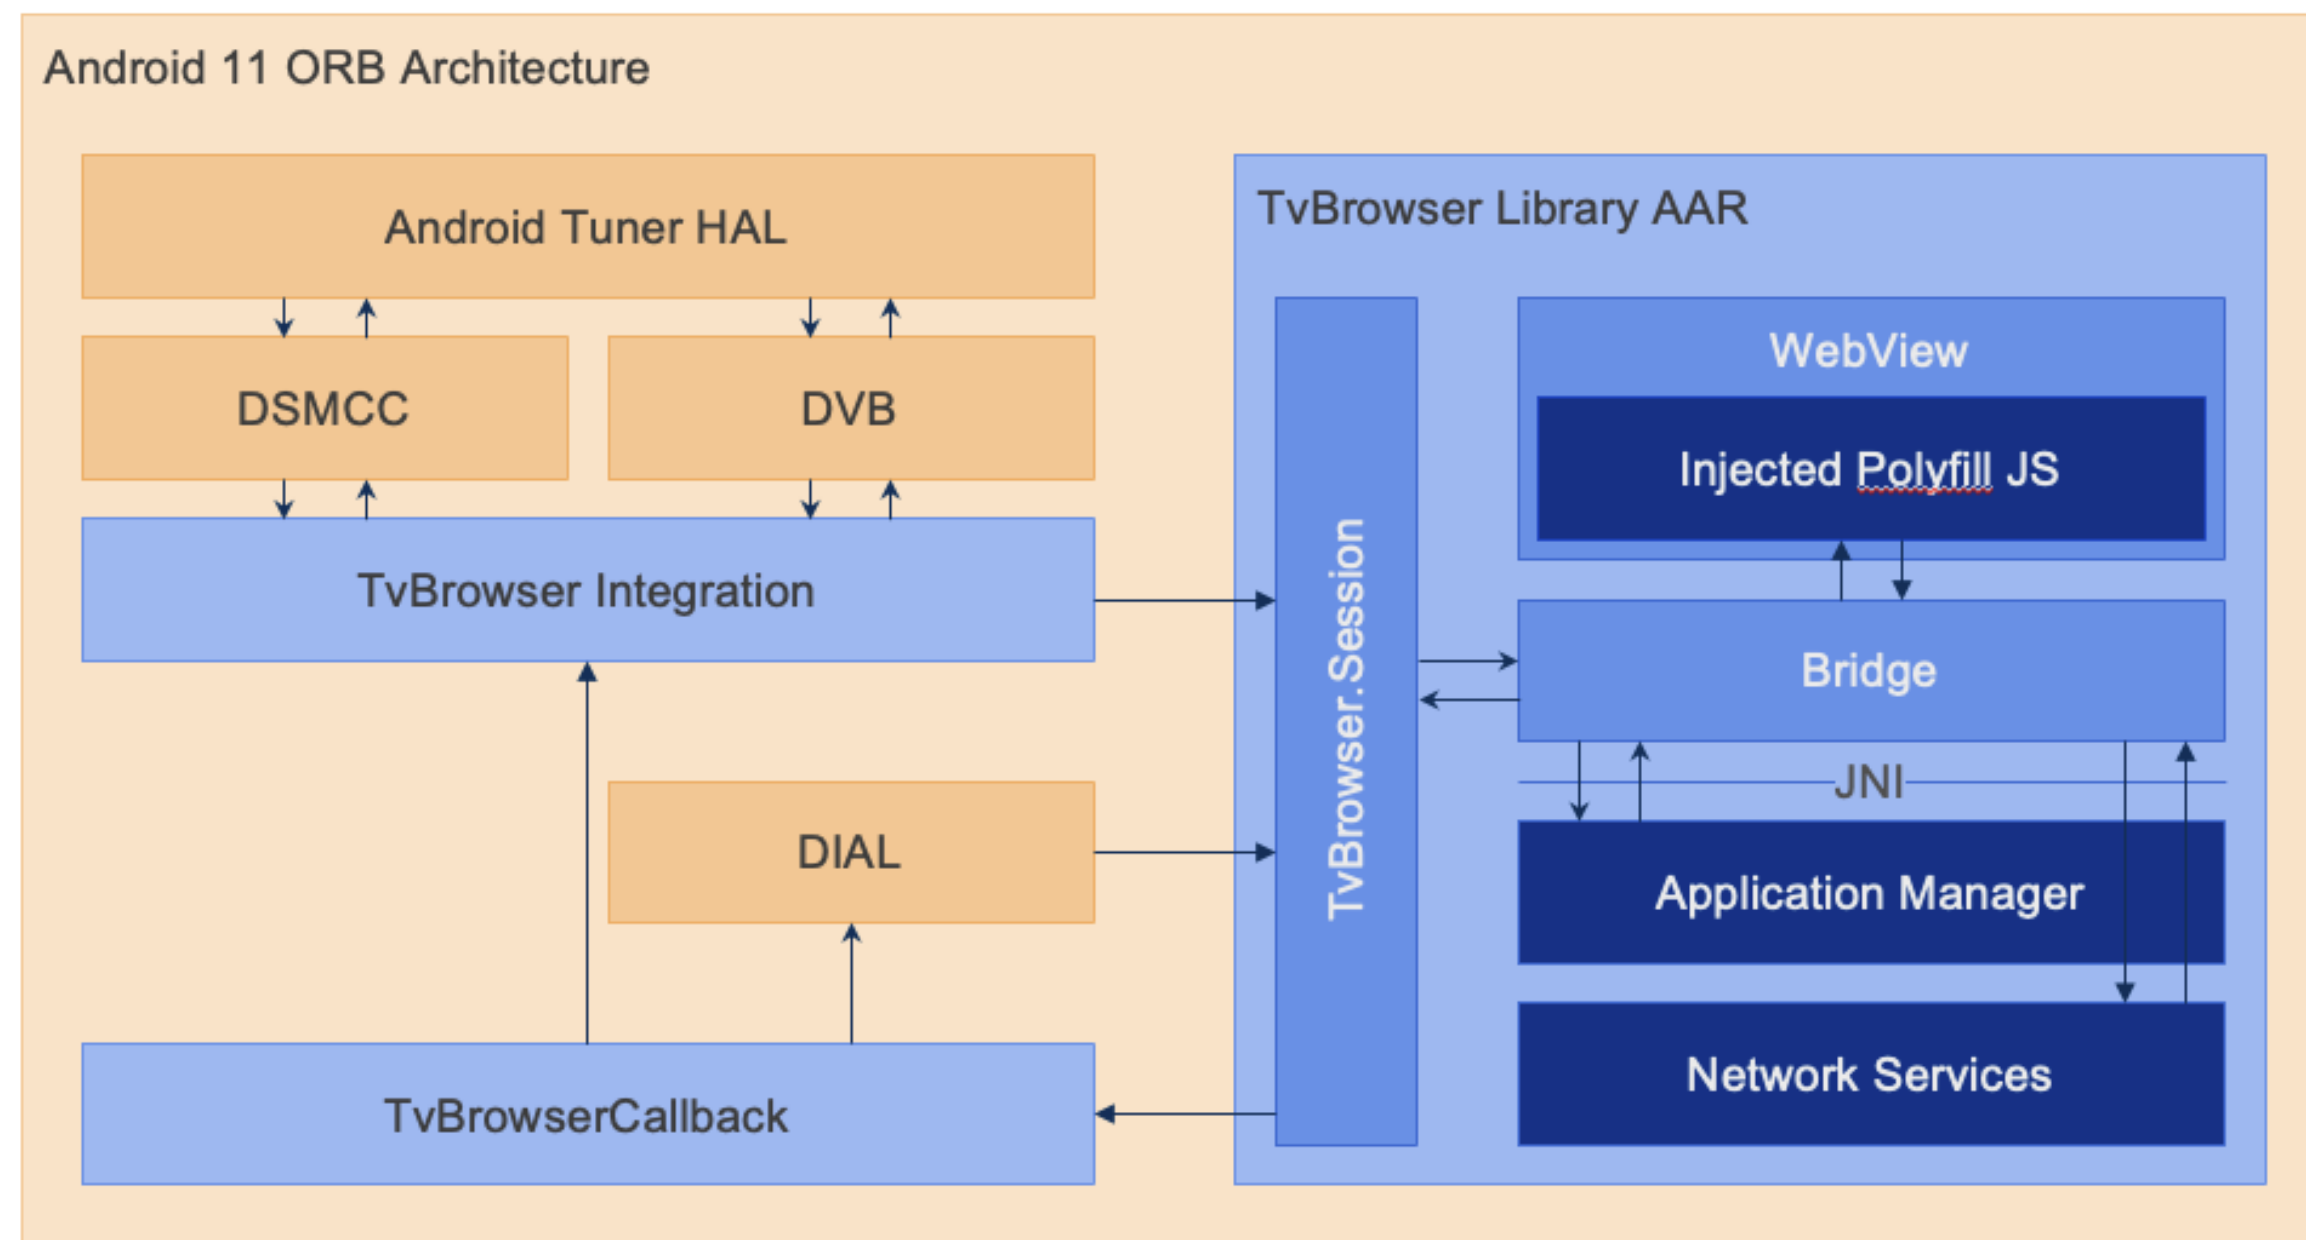 Android 11 ORB Architecture
Android Tuner HAL
DSMCC
DVB
TvBrowser Integration
DIAL
TvBrowserCallback
TvBrowser Library AAR
TvBrowser.Session
WebView
Injected Polyfill JS
Bridge
JNI
Application Manager
Network Services